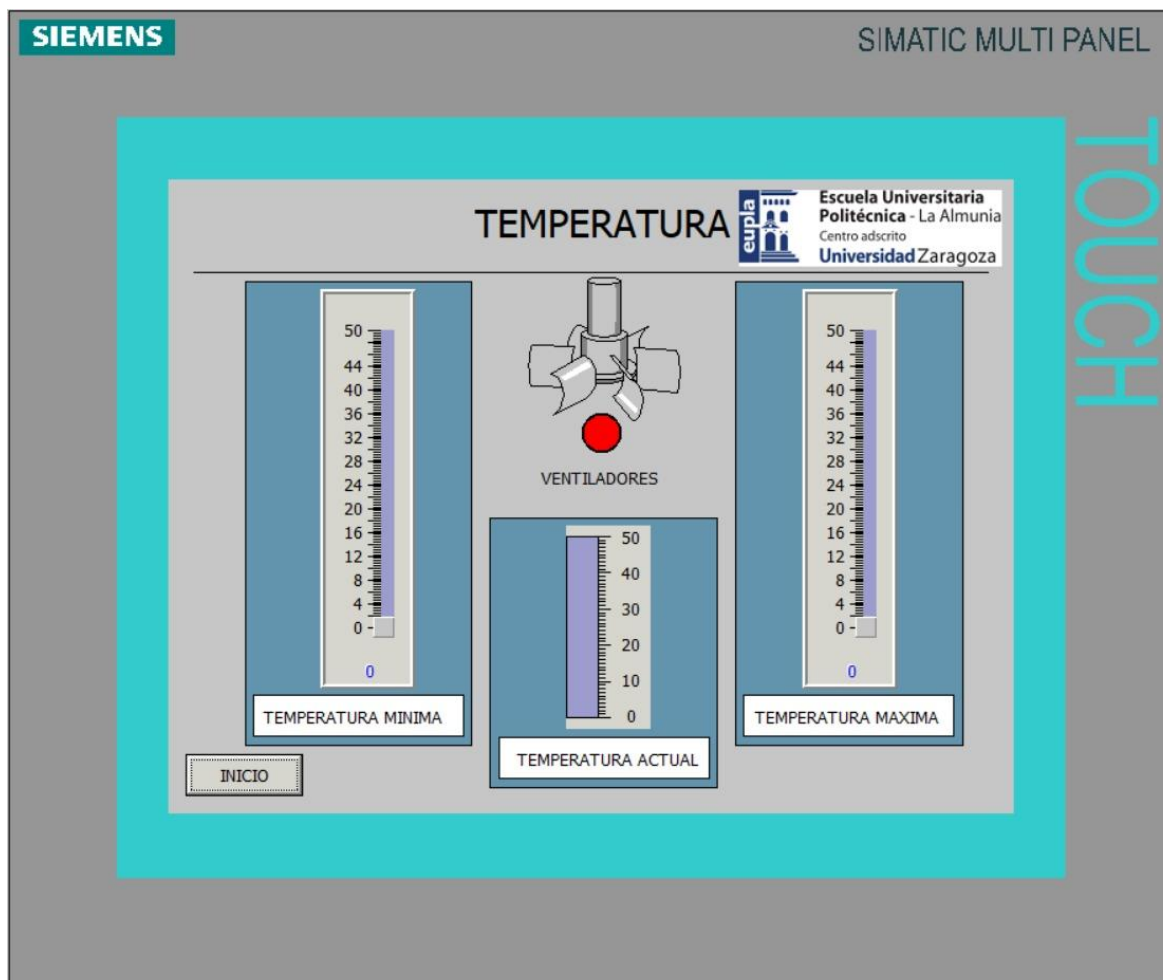 SIEMENS
SIMATIC MULTI PANEL
TOUCH
TEMPERATURA
eupla
Escuela Universitaria
Politécnica - La Almunia
Centro adscrito
Universidad Zaragoza
50
44
40
36
32
28
24
20
16
12
8
4
0
0
TEMPERATURA MINIMA
VENTILADORES
50
40
30
20
10
0
TEMPERATURA ACTUAL
50
44
40
36
32
28
24
20
16
12
8
4
0
0
TEMPERATURA MAXIMA
INICIO